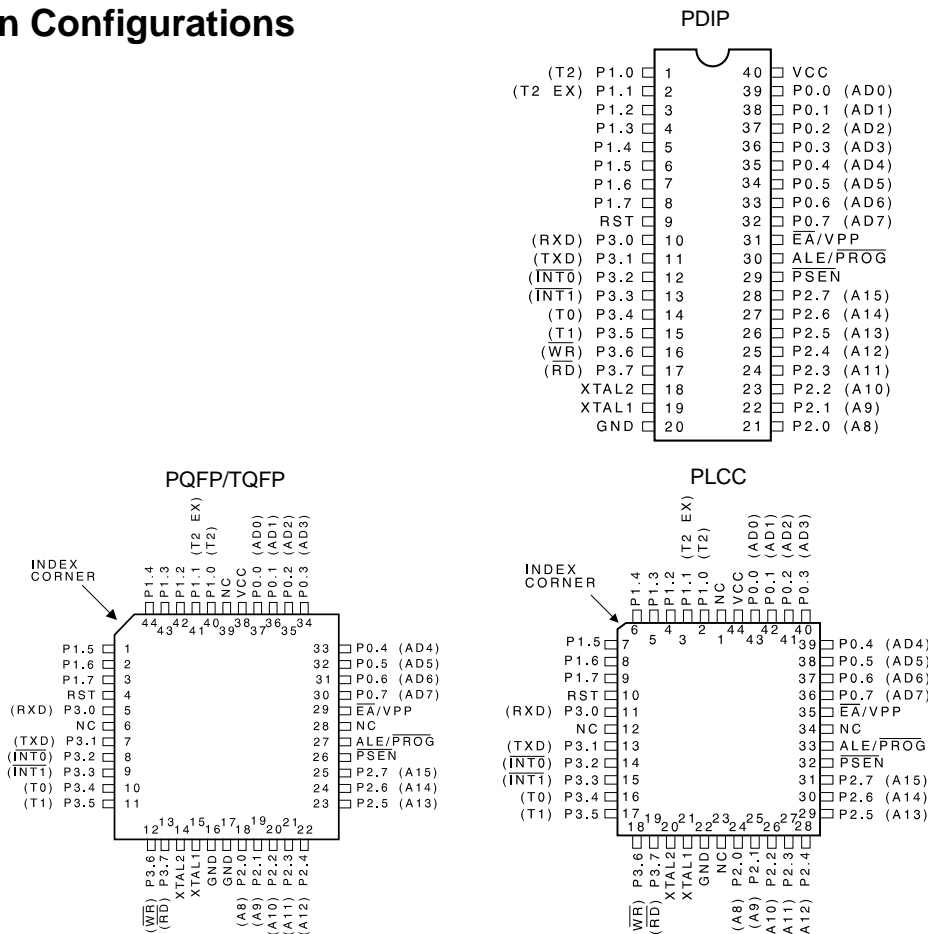 n Configurations
PDIP
(T2) P1.0 1 40 VCC
(T2 EX) P1.1 2 39 P0.0 (AD0)
P1.2 3 38 P0.1 (AD1)
P1.3 4 37 P0.2 (AD2)
P1.4 5 36 P0.3 (AD3)
P1.5 6 35 P0.4 (AD4)
P1.6 7 34 P0.5 (AD5)
P1.7 8 33 P0.6 (AD6)
RST 9 32 P0.7 (AD7)
(RXD) P3.0 10 31 E̅A̅/VPP
(TXD) P3.1 11 30 ALE/P̅R̅O̅G̅
(I̅N̅T̅0̅) P3.2 12 29 P̅S̅E̅N̅
(I̅N̅T̅1̅) P3.3 13 28 P2.7 (A15)
(T0) P3.4 14 27 P2.6 (A14)
(T1) P3.5 15 26 P2.5 (A13)
(W̅R̅) P3.6 16 25 P2.4 (A12)
(R̅D̅) P3.7 17 24 P2.3 (A11)
XTAL2 18 23 P2.2 (A10)
XTAL1 19 22 P2.1 (A9)
GND 20 21 P2.0 (A8)
PQFP/TQFP
INDEX
CORNER
P1.4
P1.3
P1.2
P1.1 (T2 EX)
P1.0 (T2)
NC
VCC
P0.0 (AD0)
P0.1 (AD1)
P0.2 (AD2)
P0.3 (AD3)
44 43 42 41 40 39 38 37 36 35 34
P1.5 1 33 P0.4 (AD4)
P1.6 2 32 P0.5 (AD5)
P1.7 3 31 P0.6 (AD6)
RST 4 30 P0.7 (AD7)
(RXD) P3.0 5 29 E̅A̅/VPP
NC 6 28 NC
(TXD) P3.1 7 27 ALE/P̅R̅O̅G̅
(I̅N̅T̅0̅) P3.2 8 26 P̅S̅E̅N̅
(I̅N̅T̅1̅) P3.3 9 25 P2.7 (A15)
(T0) P3.4 10 24 P2.6 (A14)
(T1) P3.5 11 23 P2.5 (A13)
12 13 14 15 16 17 18 19 20 21 22
(W̅R̅) P3.6
(R̅D̅) P3.7
XTAL2
XTAL1
GND
GND
(A8) P2.0
(A9) P2.1
(A10) P2.2
(A11) P2.3
(A12) P2.4
PLCC
INDEX
CORNER
P1.4
P1.3
P1.2
P1.1 (T2 EX)
P1.0 (T2)
NC
VCC
P0.0 (AD0)
P0.1 (AD1)
P0.2 (AD2)
P0.3 (AD3)
6 5 4 3 2 1 44 43 42 41 40
P1.5 7 39 P0.4 (AD4)
P1.6 8 38 P0.5 (AD5)
P1.7 9 37 P0.6 (AD6)
RST 10 36 P0.7 (AD7)
(RXD) P3.0 11 35 E̅A̅/VPP
NC 12 34 NC
(TXD) P3.1 13 33 ALE/P̅R̅O̅G̅
(I̅N̅T̅0̅) P3.2 14 32 P̅S̅E̅N̅
(I̅N̅T̅1̅) P3.3 15 31 P2.7 (A15)
(T0) P3.4 16 30 P2.6 (A14)
(T1) P3.5 17 29 P2.5 (A13)
18 19 20 21 22 23 24 25 26 27 28
(W̅R̅) P3.6
(R̅D̅) P3.7
XTAL2
XTAL1
GND
NC
(A8) P2.0
(A9) P2.1
A10) P2.2
A11) P2.3
A12) P2.4